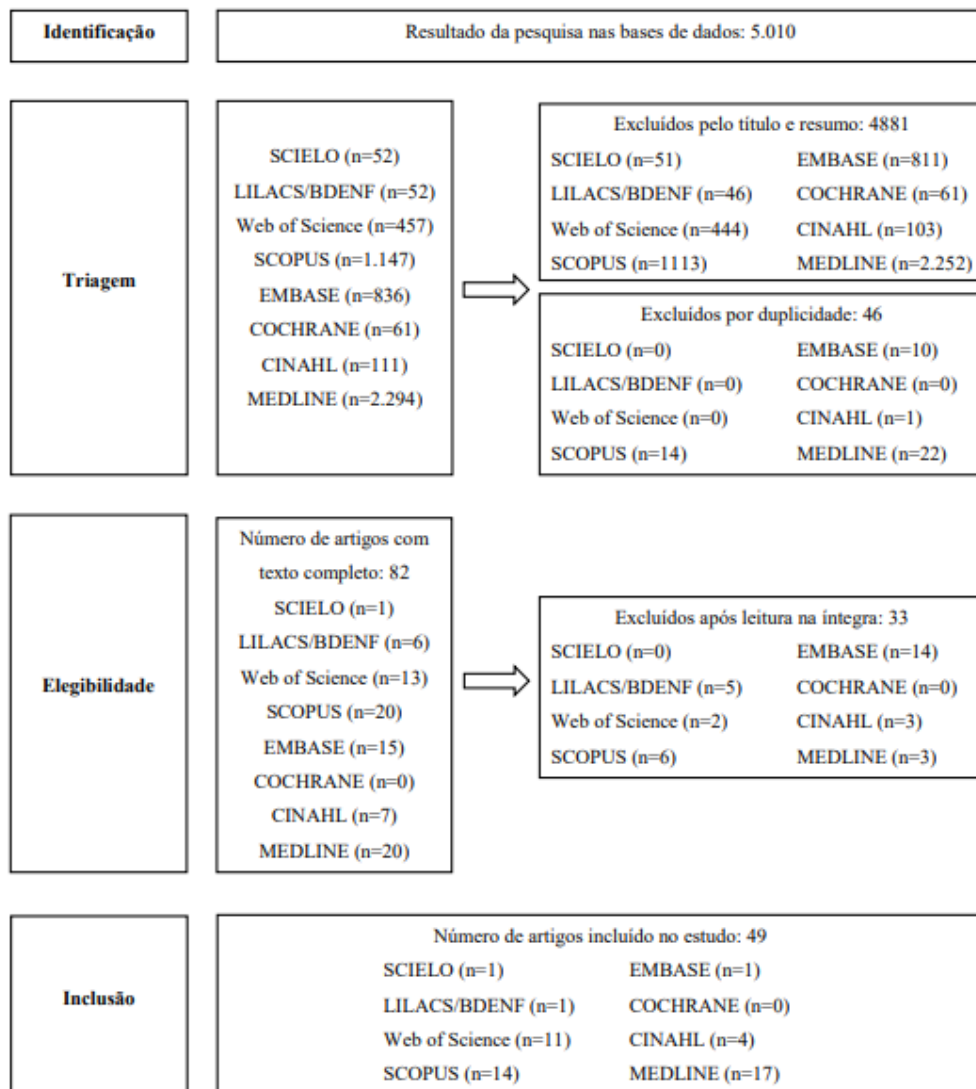 Identificação
Resultado da pesquisa nas bases de dados: 5.010
Triagem
SCIELO (n=52)
LILACS/BDENF (n=52)
Web of Science (n=457)
SCOPUS (n=1.147)
EMBASE (n=836)
COCHRANE (n=61)
CINAHL (n=111)
MEDLINE (n=2.294)
Excluídos pelo título e resumo: 4881
SCIELO (n=51) EMBASE (n=811)
LILACS/BDENF (n=46) COCHRANE (n=61)
Web of Science (n=444) CINAHL (n=103)
SCOPUS (n=1113) MEDLINE (n=2.252)
Excluídos por duplicidade: 46
SCIELO (n=0) EMBASE (n=10)
LILACS/BDENF (n=0) COCHRANE (n=0)
Web of Science (n=0) CINAHL (n=1)
SCOPUS (n=14) MEDLINE (n=22)
Elegibilidade
Número de artigos com
texto completo: 82
SCIELO (n=1)
LILACS/BDENF (n=6)
Web of Science (n=13)
SCOPUS (n=20)
EMBASE (n=15)
COCHRANE (n=0)
CINAHL (n=7)
MEDLINE (n=20)
Excluídos após leitura na íntegra: 33
SCIELO (n=0) EMBASE (n=14)
LILACS/BDENF (n=5) COCHRANE (n=0)
Web of Science (n=2) CINAHL (n=3)
SCOPUS (n=6) MEDLINE (n=3)
Inclusão
Número de artigos incluído no estudo: 49
SCIELO (n=1) EMBASE (n=1)
LILACS/BDENF (n=1) COCHRANE (n=0)
Web of Science (n=11) CINAHL (n=4)
SCOPUS (n=14) MEDLINE (n=17)